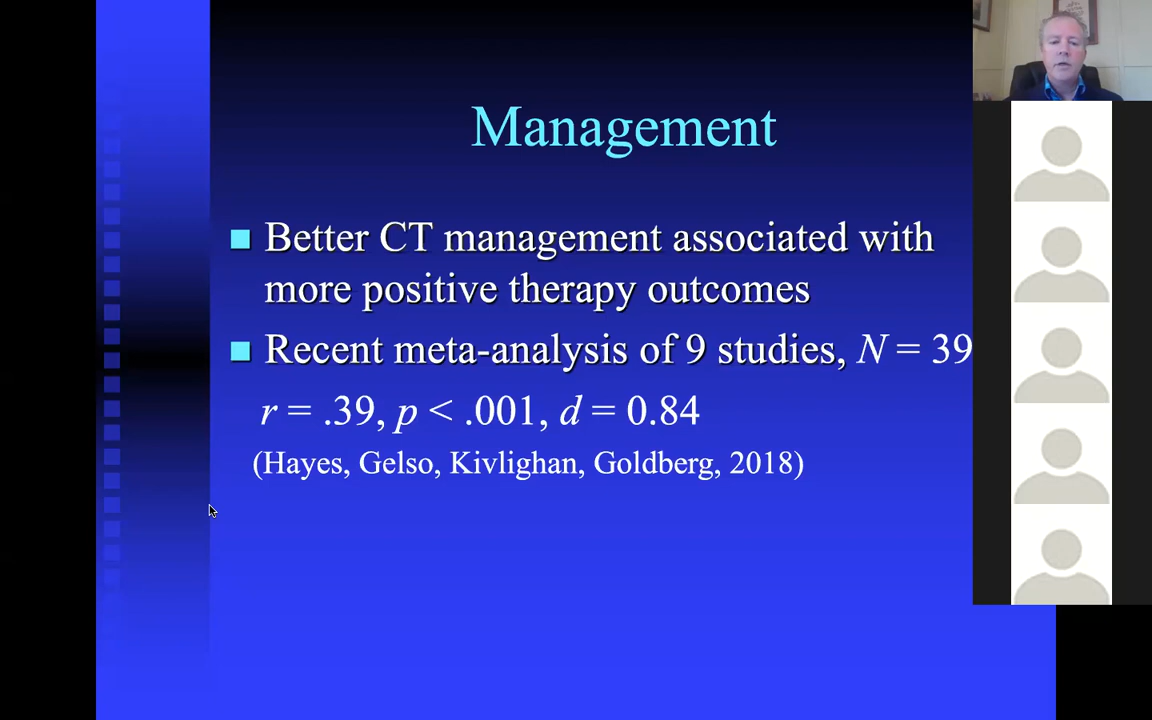 Management
Better CT management associated with
more positive therapy outcomes
Recent meta-analysis of 9 studies, N = 39
r = .39, p < .001, d = 0.84
(Hayes, Gelso, Kivlighan, Goldberg, 2018)